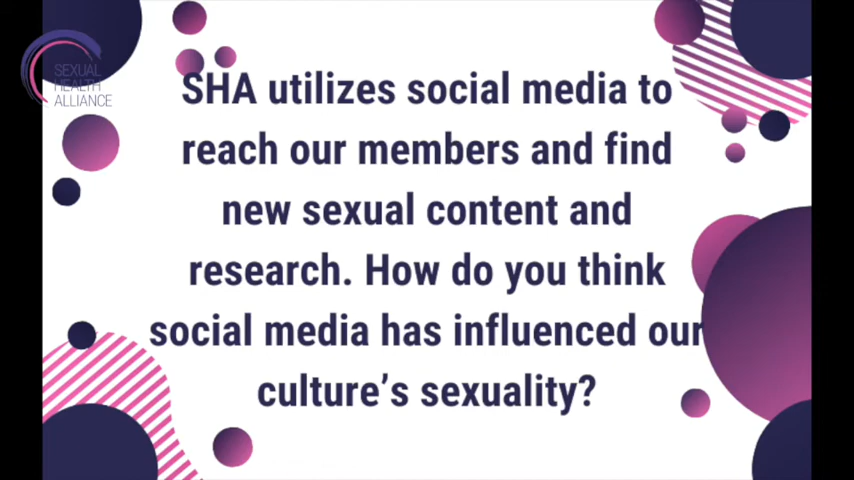 SEXUAL
HEALTH
ALLIANCE
SHA utilizes social media to
reach our members and find
new sexual content and
research. How do you think
social media has influenced our
culture’s sexuality?